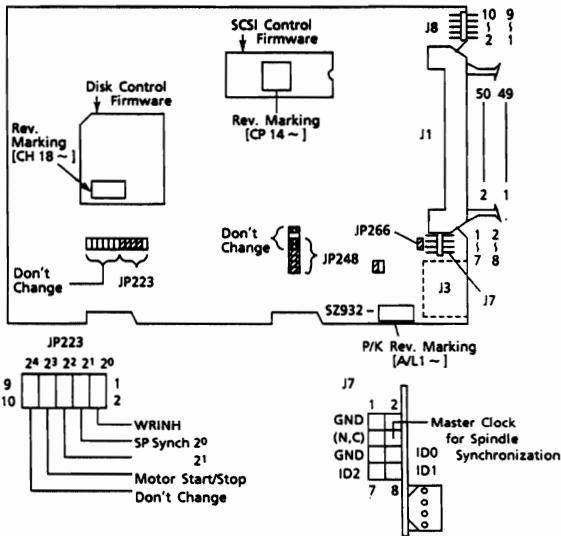 SCSI Control
Firmware
J8
10 9
2 1
Disk Control
Firmware
Rev.
Marking
[CH 18 ~ ]
Rev. Marking
[CP 14 ~ ]
50 49
J1
2 1
Don't
Change
JP266
1 2
7 8
JP248
Don't
Change
JP223
J3
J7
SZ932
P/K Rev. Marking
[A/L1 ~ ]
JP223
2⁴ 2³ 2² 2¹ 2⁰
9 1
10 2
WRINH
SP Synch 2⁰
2¹
Motor Start/Stop
Don't Change
J7
1 2
GND
(N,C)
GND
ID2
Master Clock
for Spindle
Synchronization
ID0
ID1
7 8